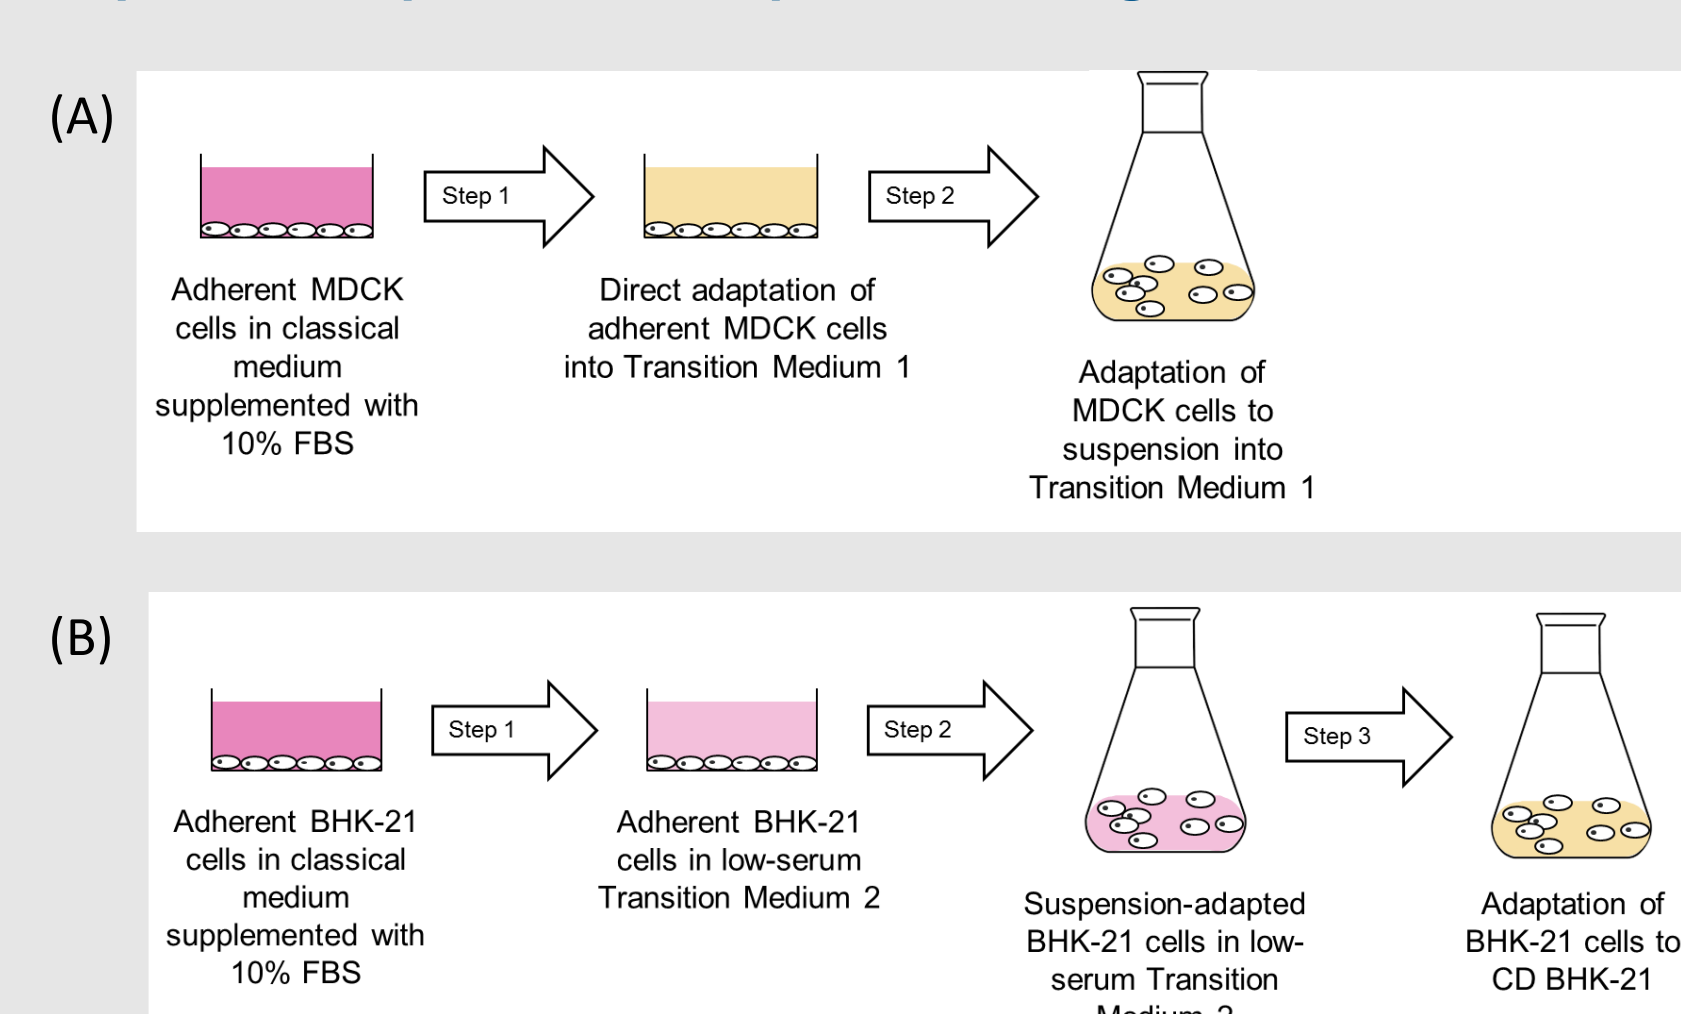 (A)
Step 1
Step 2
Adherent MDCK
cells in classical
medium
supplemented with
10% FBS
Direct adaptation of
adherent MDCK cells
into Transition Medium 1
Adaptation of
MDCK cells to
suspension into
Transition Medium 1
(B)
Step 1
Step 2
Step 3
Adherent BHK-21
cells in classical
medium
supplemented with
10% FBS
Adherent BHK-21
cells in low-serum
Transition Medium 2
Suspension-adapted
BHK-21 cells in low-
serum Transition
Medium 2
Adaptation of
BHK-21 cells to
CD BHK-21